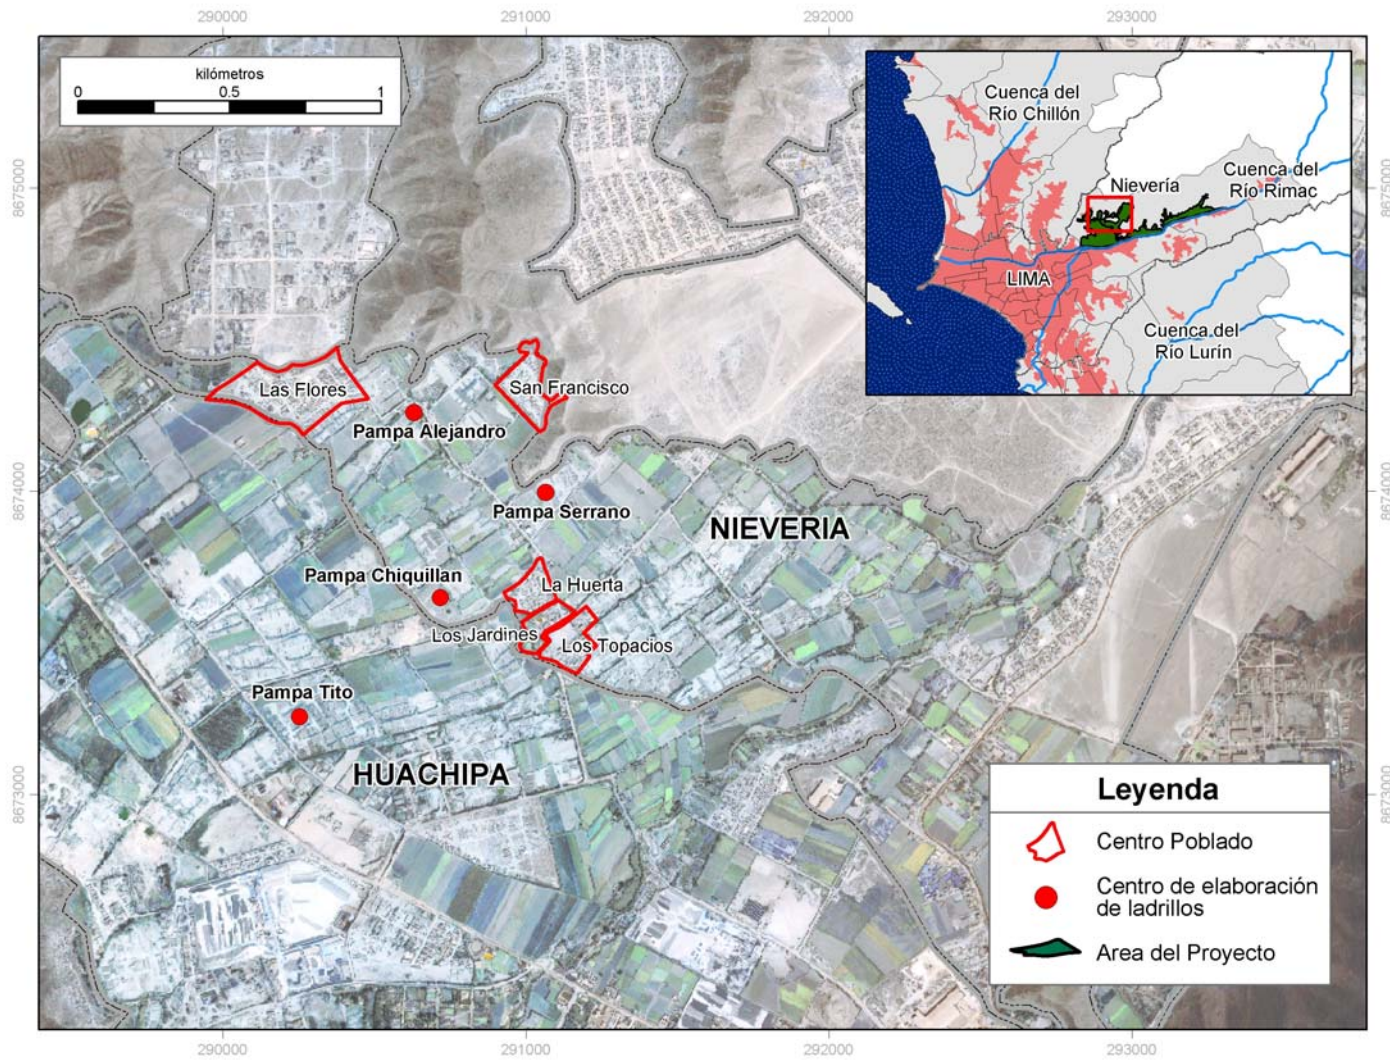 290000
291000
292000
293000
kilómetros
0
0.5
1
Cuenca del
Río Chillón
Cuenca del
Río Rimac
Nievería
LIMA
Cuenca del
Río Lurín
8675000
8675000
Las Flores
San Francisco
Pampa Alejandro
8674000
8674000
Pampa Serrano
NIEVERIA
Pampa Chiquillan
La Huerta
Los Jardines
Los Topacios
Pampa Tito
HUACHIPA
8673000
8673000
Leyenda
Centro Poblado
Centro de elaboración
de ladrillos
Area del Proyecto
290000
291000
292000
293000